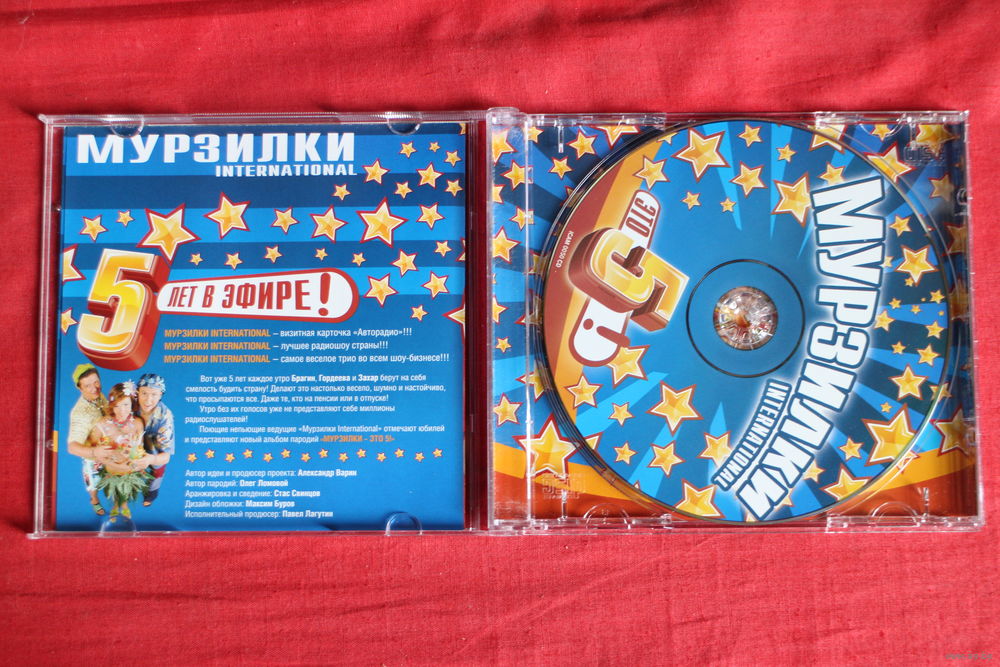 МУРЗИЛКИ
INTERNATIONAL
5
ЛЕТ В ЭФИРЕ!
МУРЗИЛКИ INTERNATIONAL – визитная карточка «Авторадио»!!!
МУРЗИЛКИ INTERNATIONAL – лучшее радиошоу страны!!!
МУРЗИЛКИ INTERNATIONAL – самое веселое трио во всем шоу-бизнесе!!!
Вот уже 5 лет каждое утро Брагин, Гордеева и Захар берут на себя
смелость будить страну! Делают это настолько весело, шумно и настойчиво,
что просыпаются все. Даже те, кто на пенсии или в отпуске!
Утро без их голосов уже не представляют себе миллионы
радиослушателей!
Поющие непьющие ведущие «Мурзилки International» отмечают юбилей
и представляют новый альбом пародий «МУРЗИЛКИ - ЭТО 5!»
Автор идеи и продюсер проекта: Александр Варин
Автор пародий: Олег Ломовой
Аранжировка и сведение: Стас Свинцов
Дизайн обложки: Максим Буров
Исполнительный продюсер: Павел Лагутин
МУРЗИЛКИ
INTERNATIONAL
ЭТО
5!